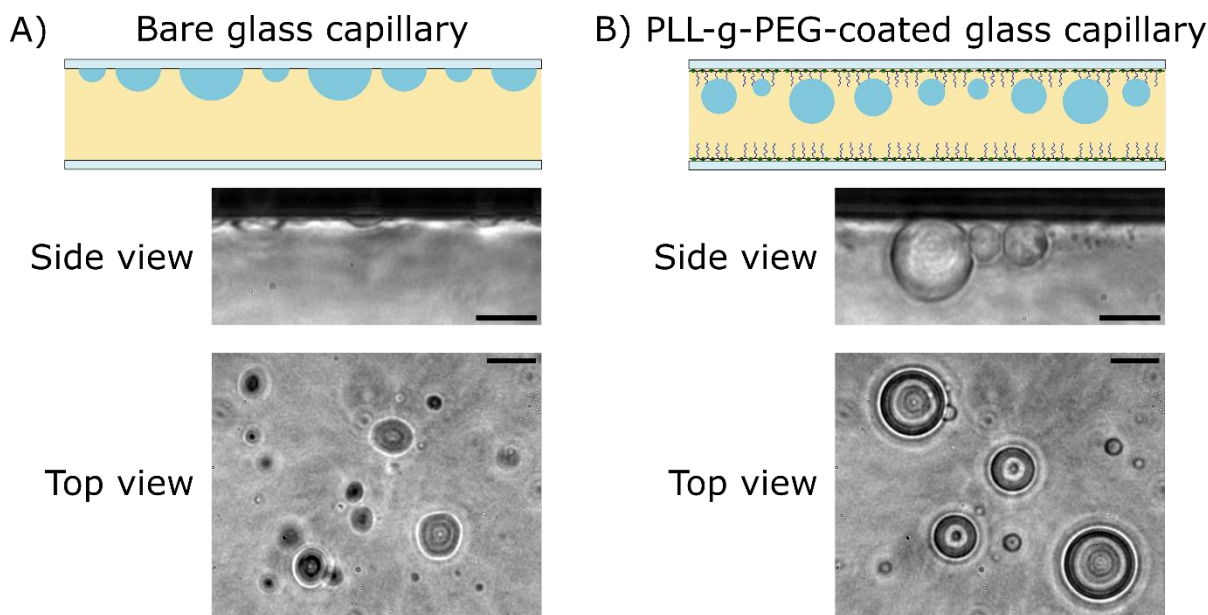 A) Bare glass capillary
B) PLL-g-PEG-coated glass capillary
Side view
Side view
Top view
Top view